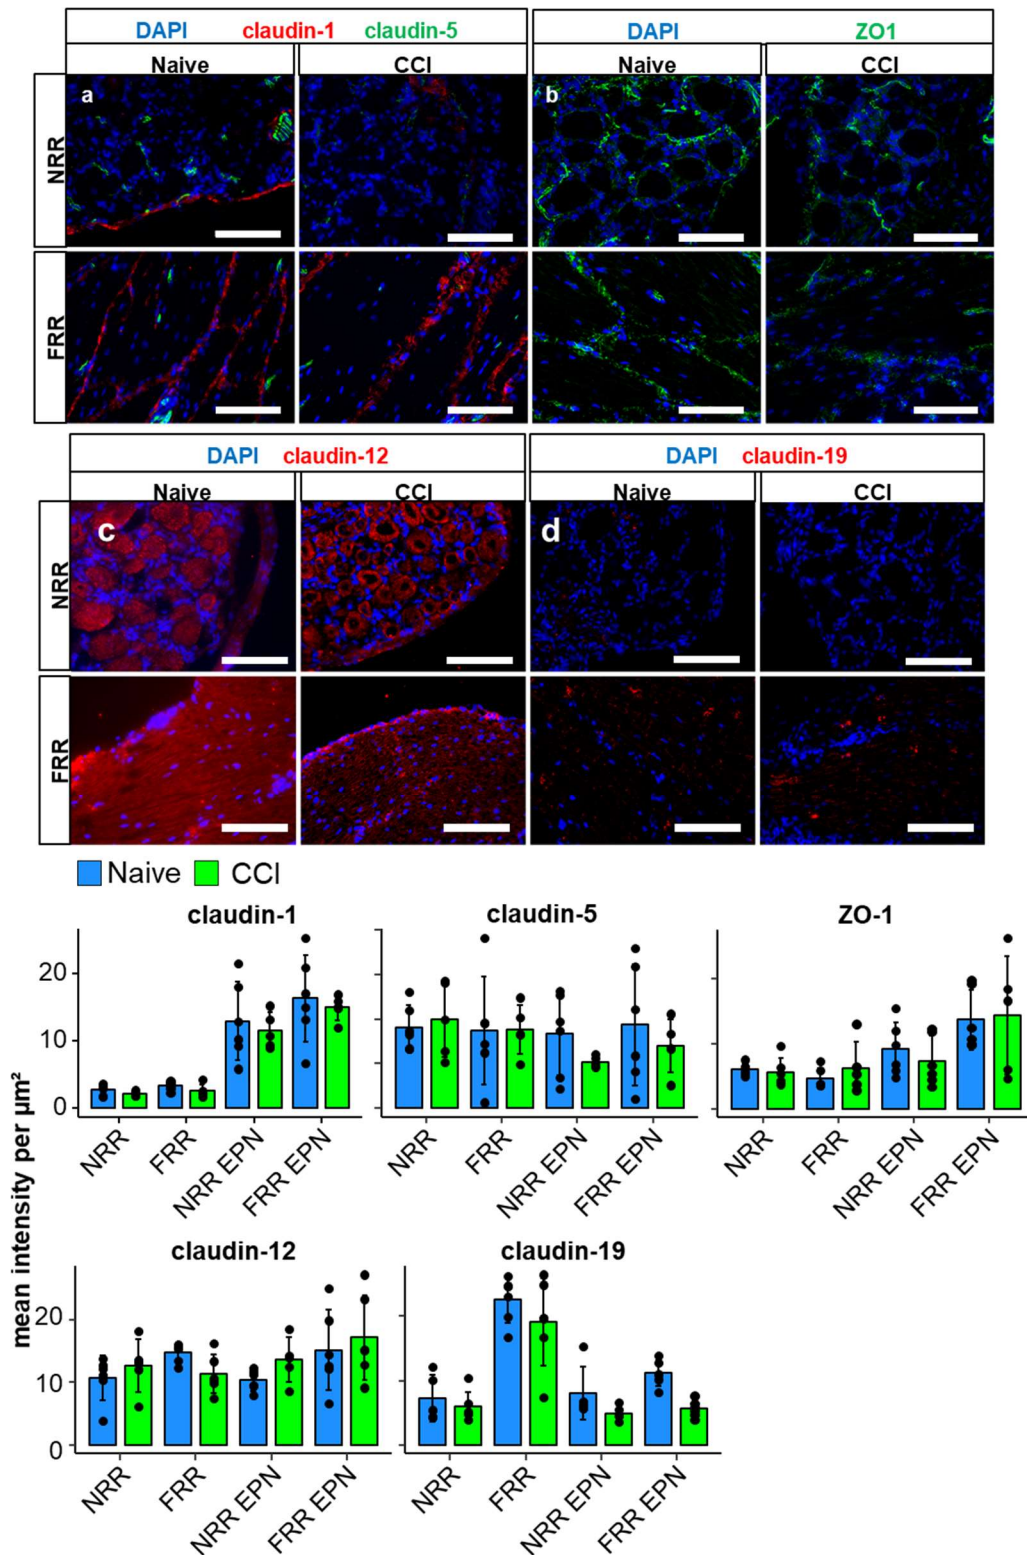 DAPI claudin-1 claudin-5 DAPI ZO1
Naive CCI Naive CCI
a b
NRR
FRR
DAPI claudin-12 DAPI claudin-19
Naive CCI Naive CCI
c d
NRR
FRR
Naive CCI
claudin-1 claudin-5 ZO-1
20
10
0
NRR FRR NRR EPN FRR EPN NRR FRR NRR EPN FRR EPN NRR FRR NRR EPN FRR EPN
mean intensity per µm²
claudin-12 claudin-19
20
10
0
NRR FRR NRR EPN FRR EPN NRR FRR NRR EPN FRR EPN